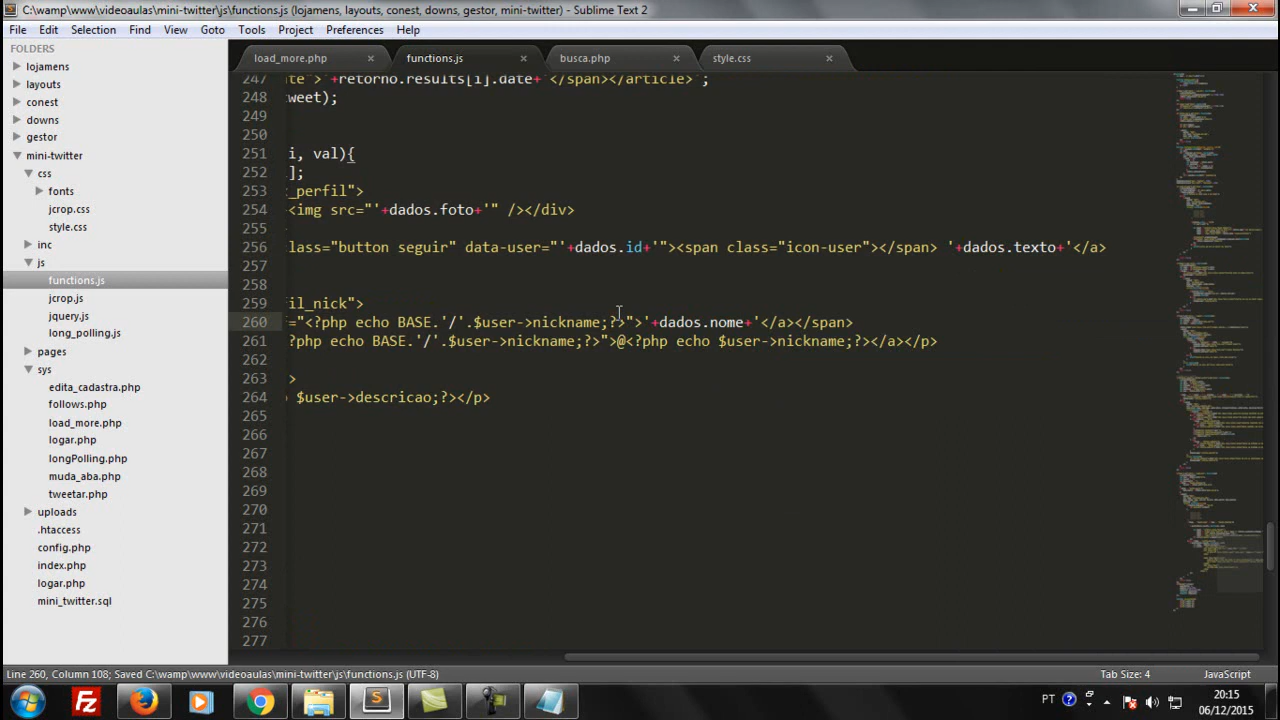 C:\wamp\www\videoaulas\mini-twitter\js\functions.js (lojamens, layouts, conest, downs, gestor, mini-twitter) - Sublime Text 2
File Edit Selection Find View Goto Tools Project Preferences Help
FOLDERS
lojamens
layouts
conest
downs
gestor
mini-twitter
css
fonts
jcrop.css
style.css
inc
js
functions.js
jcrop.js
jquery.js
long_polling.js
pages
sys
edita_cadastra.php
follows.php
load_more.php
logar.php
longPolling.php
muda_aba.php
tweetar.php
uploads
.htaccess
config.php
index.php
logar.php
mini_twitter.sql
load_more.php functions.js busca.php style.css
247 ate">'+retorno.results[i].date+'</span></article>';
248 tweet);
249
250
251 i, val){
252 ];
253 _perfil">
254 <img src="'+dados.foto+'" /></div>
255
256 lass="button seguir" data-user="'+dados.id+'"><span class="icon-user"></span> '+dados.texto+'</a>
257
258
259 fil_nick">
260 ="<?php echo BASE.'/'.$user->nickname;?>">'+dados.nome+'</a></span>
261 ?php echo BASE.'/'.$user->nickname;?>">@<?php echo $user->nickname;?></a></p>
262
263 >
264 $user->descricao;?></p>
265
266
267
268
269
270
271
272
273
274
275
276
277
Line 260, Column 108; Saved C:\wamp\www\videoaulas\mini-twitter\js\functions.js (UTF-8) Tab Size: 4 JavaScript
PT 20:15
06/12/2015